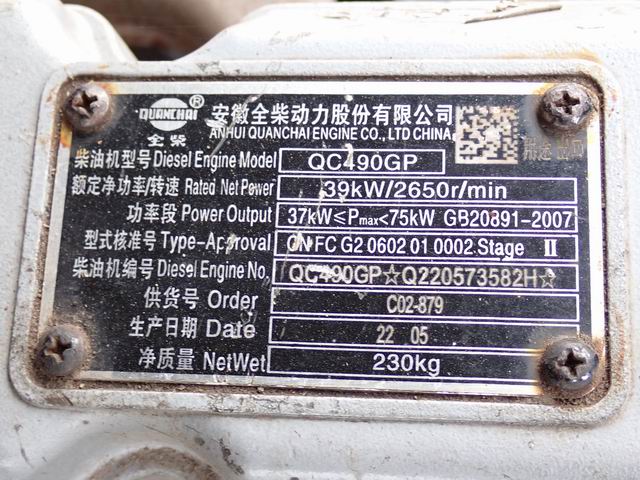 QUANCHAI ®
全柴
安徽全柴动力股份有限公司
ANHUI QUANCHAI ENGINE CO., LTD CHINA
用途 出口
柴油机型号 Diesel Engine Model QC490GP
额定净功率/转速 Rated Net Power 39kW/2650r/min
功率段 Power Output 37kW≤Pmax<75kW GB20891-2007
型式核准号 Type-Approval CN FC G2 0602 01 0002 Stage II
柴油机编号 Diesel Engine No. QC490GP☆Q220573582H☆
供货号 Order C02-879
生产日期 Date 22 05
净质量 NetWet 230kg